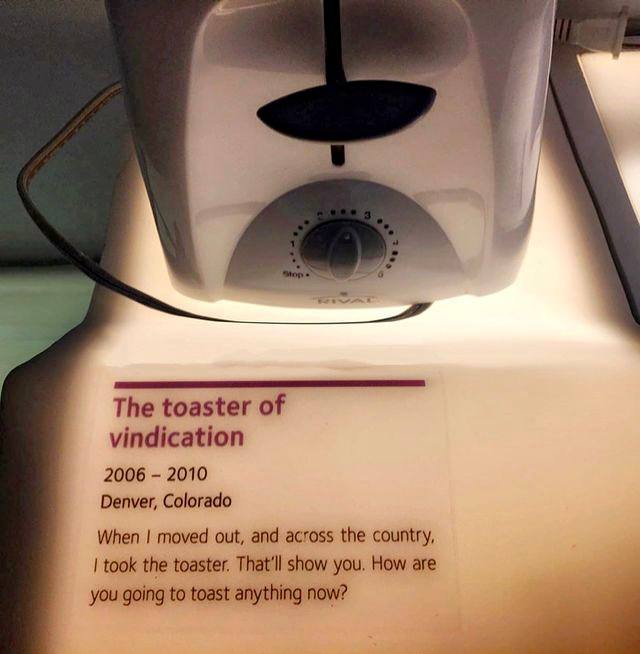 3
Stop
RIVAL
The toaster of
vindication
2006 – 2010
Denver, Colorado
When I moved out, and across the country,
I took the toaster. That'll show you. How are
you going to toast anything now?